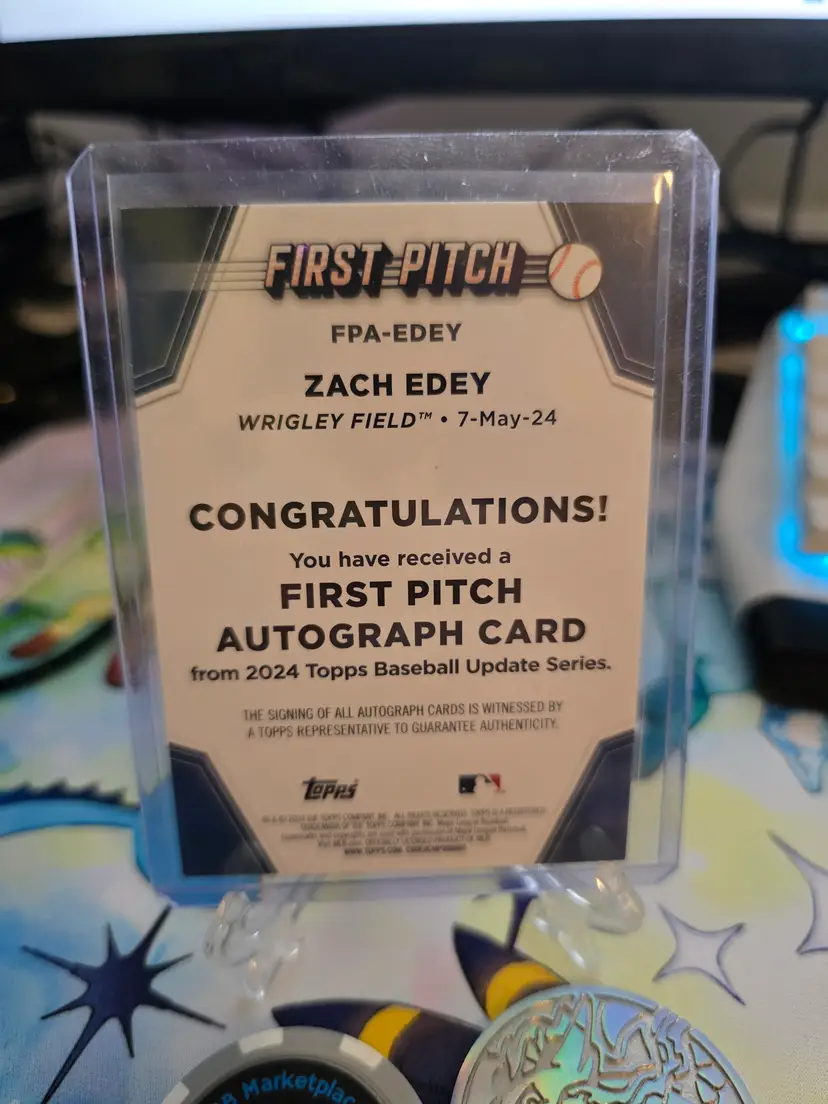 FIRST PITCH
FPA-EDEY
ZACH EDEY
WRIGLEY FIELD™ • 7-May-24
CONGRATULATIONS!
You have received a
FIRST PITCH
AUTOGRAPH CARD
from 2024 Topps Baseball Update Series.
THE SIGNING OF ALL AUTOGRAPH CARDS IS WITNESSED BY
A TOPPS REPRESENTATIVE TO GUARANTEE AUTHENTICITY.
Topps
Marketplac